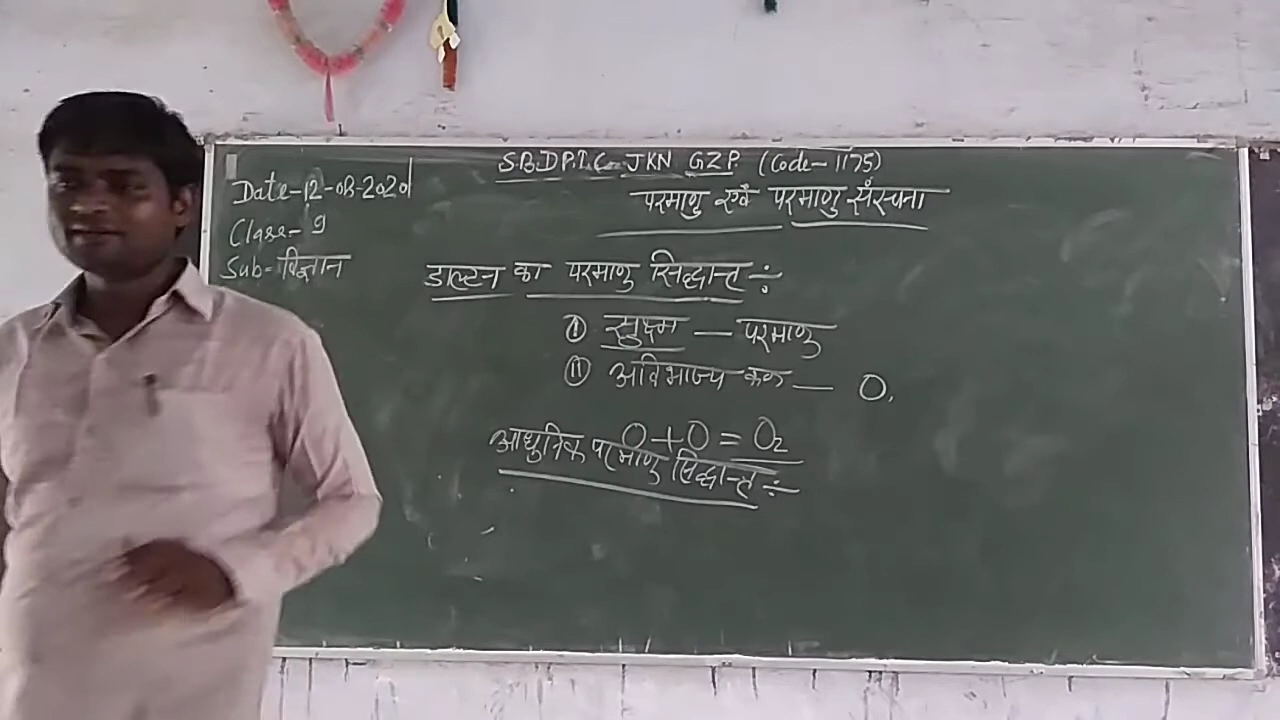 S.B.D.P.I.C. JKN GZP. (Code-1175)
Date-12-08-2020
Class- 9
Sub- विज्ञान
परमाणु एवं परमाणु संरचना
डाल्टन का परमाणु सिद्धान्त ÷
(i) सुक्ष्म — परमाणु
(ii) अविभाज्य कण — O.
O+O = O₂
आधुनिक परमाणु सिद्धान्त ÷